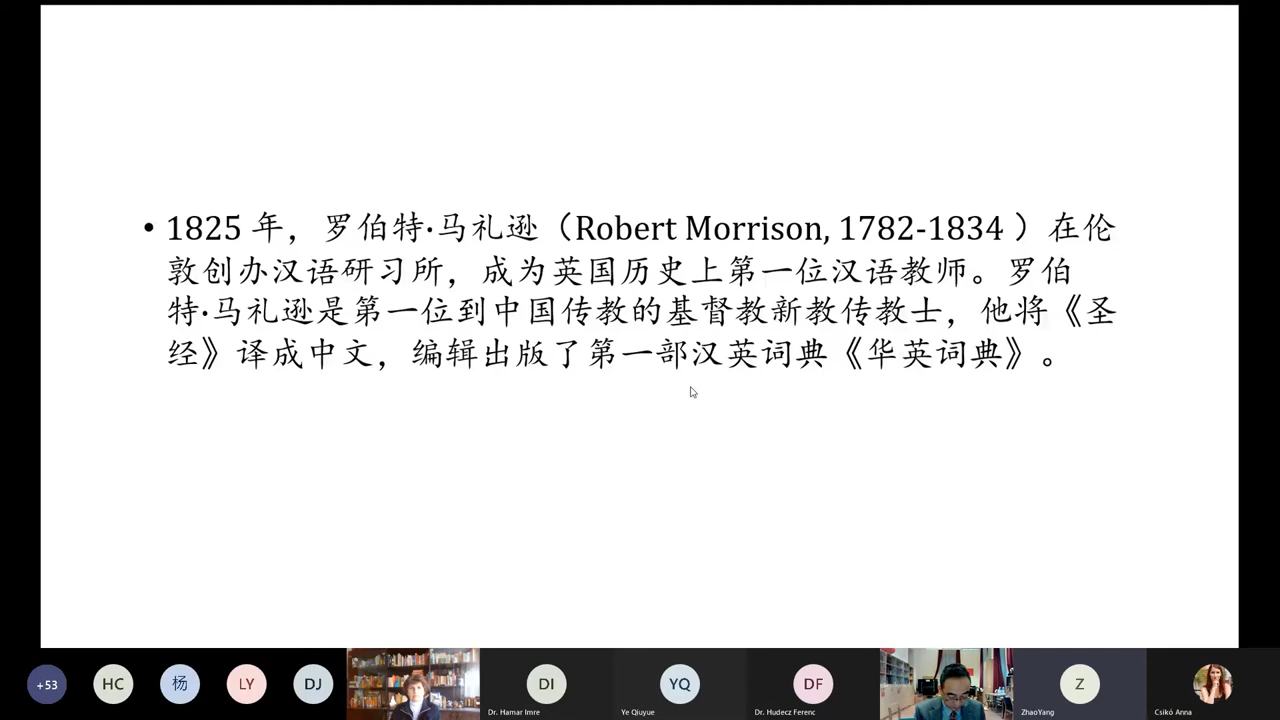 • 1825 年，罗伯特·马礼逊（Robert Morrison, 1782-1834 ）在伦
敦创办汉语研习所，成为英国历史上第一位汉语教师。罗伯
特·马礼逊是第一位到中国传教的基督教新教传教士，他将《圣
经》译成中文，编辑出版了第一部汉英词典《华英词典》。
+53
HC
杨
LY
DJ
DI
Dr. Hamar Imre
YQ
Ye Qiuyue
DF
Dr. Hudecz Ferenc
Z
ZhaoYang
Csikó Anna